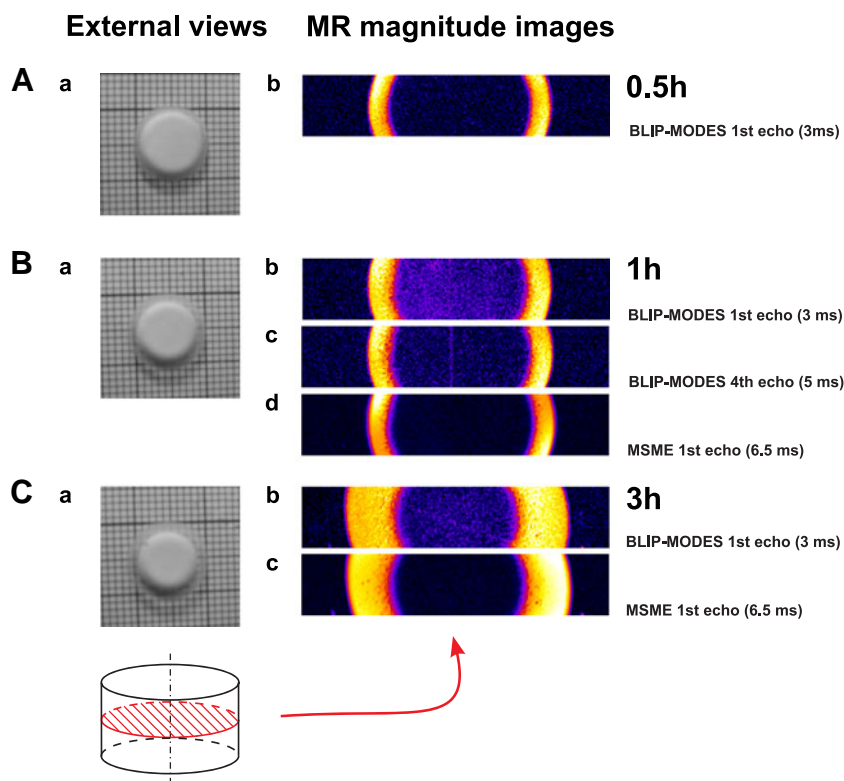 External views MR magnitude images
A a b 0.5h
BLIP-MODES 1st echo (3ms)
B a b 1h
BLIP-MODES 1st echo (3 ms)
c
BLIP-MODES 4th echo (5 ms)
d
MSME 1st echo (6.5 ms)
C a b 3h
BLIP-MODES 1st echo (3 ms)
c
MSME 1st echo (6.5 ms)